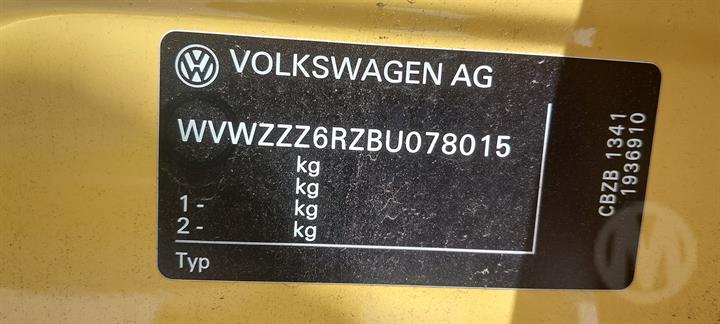 VOLKSWAGEN AG
WVWZZZ6RZBU078015
kg
kg
1 - kg
2 - kg
Typ
CBZB 1341
1936910